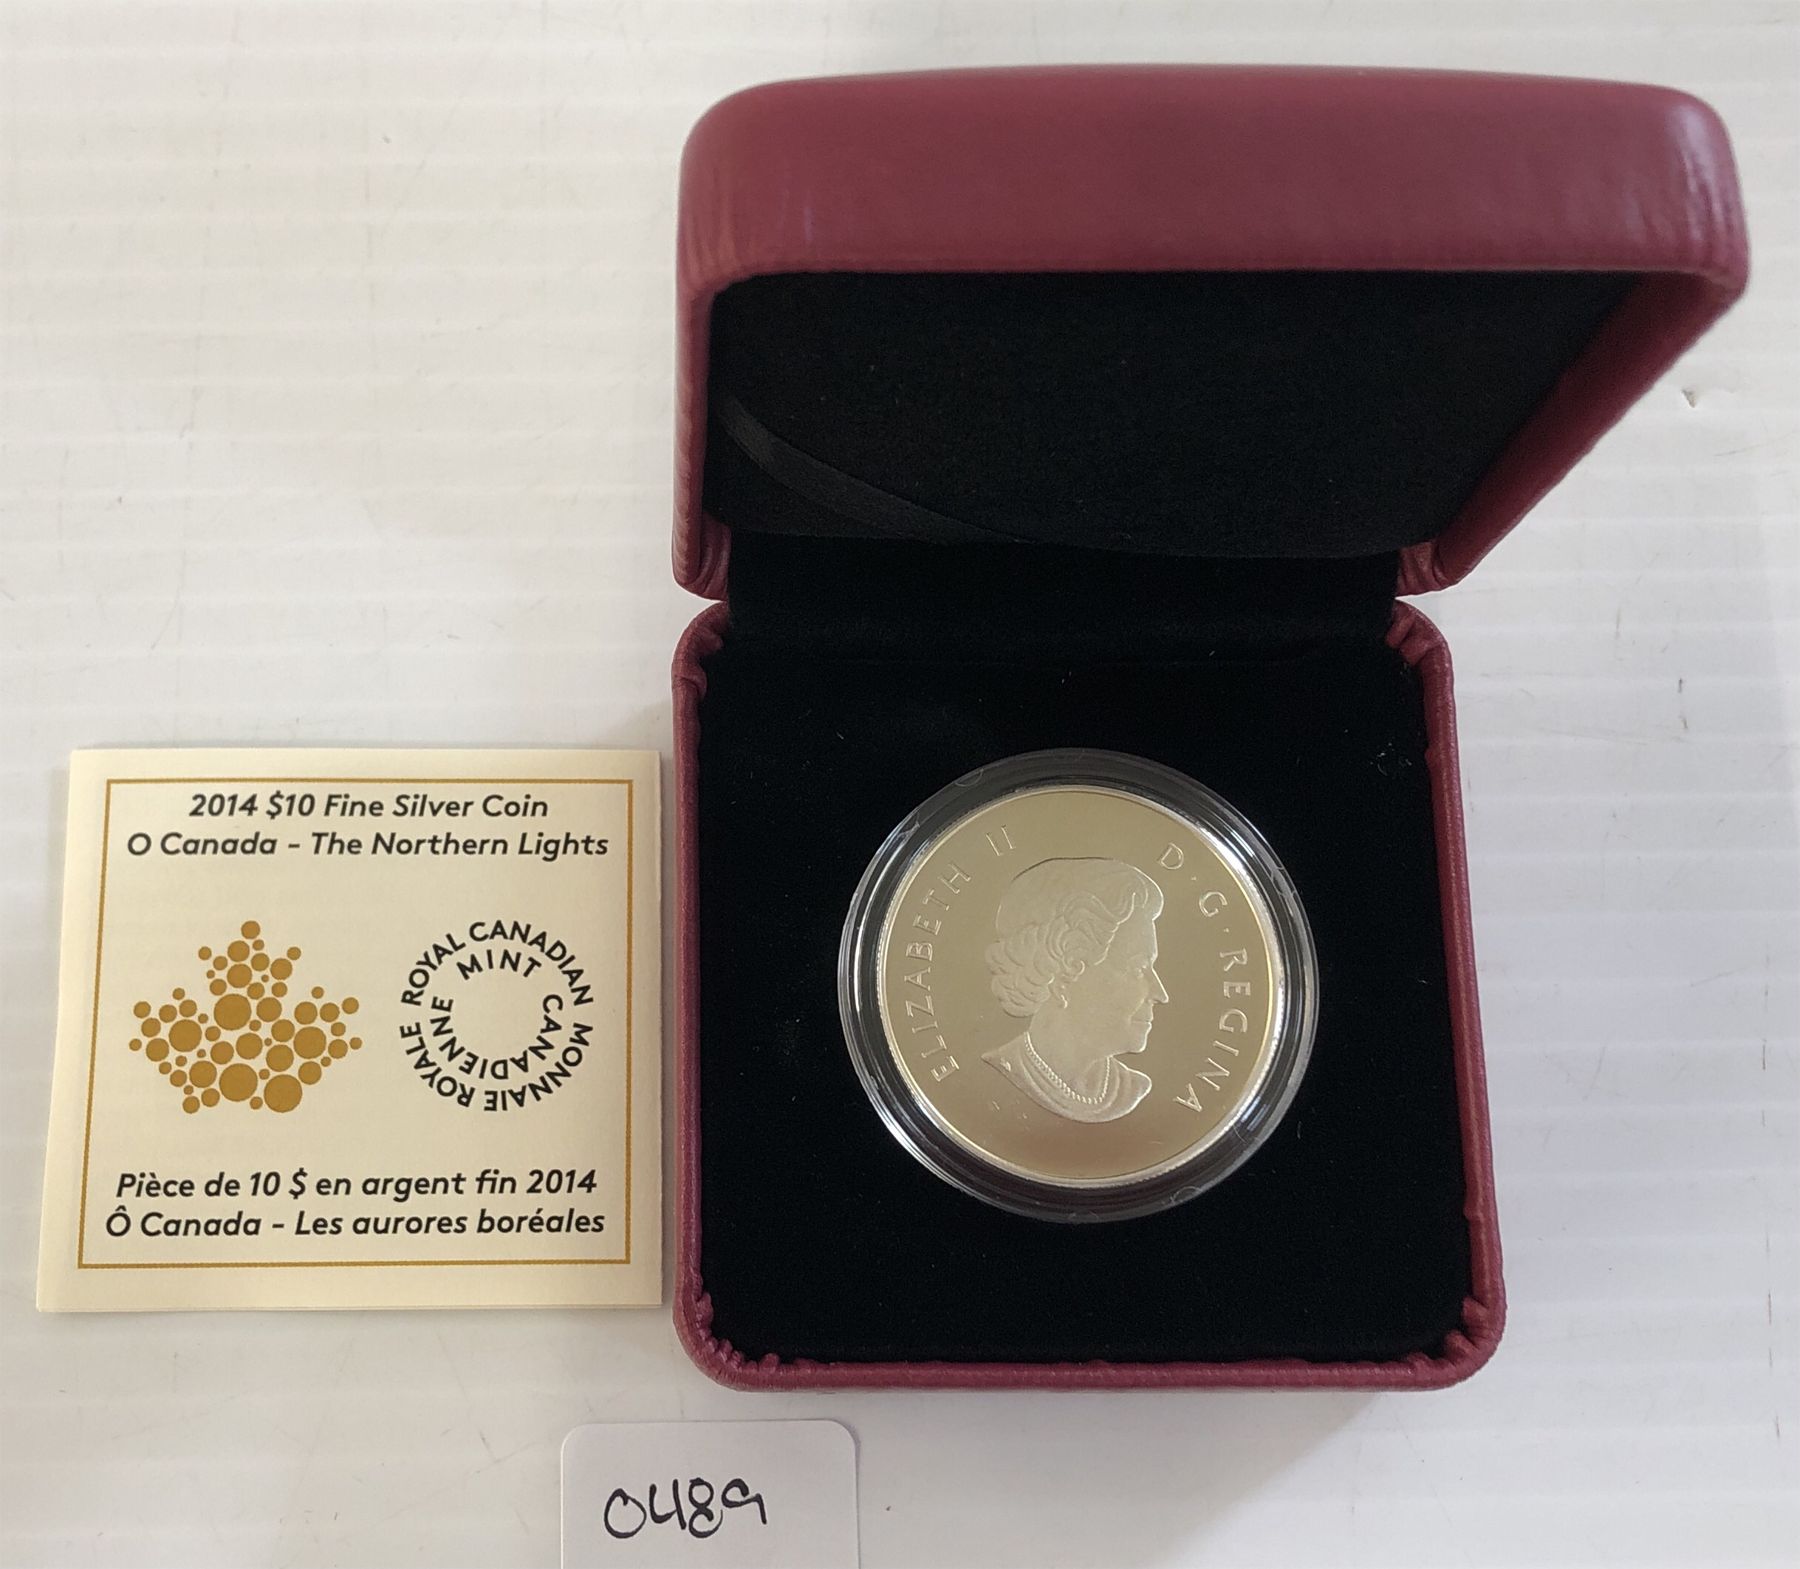 2014 $10 Fine Silver Coin
O Canada - The Northern Lights
ROYAL CANADIAN
MINT
MONNAIE ROYALE
CANADIENNE
Pièce de 10 $ en argent fin 2014
Ô Canada - Les aurores boréales
ELIZABETH II
D · G · REGINA
0489